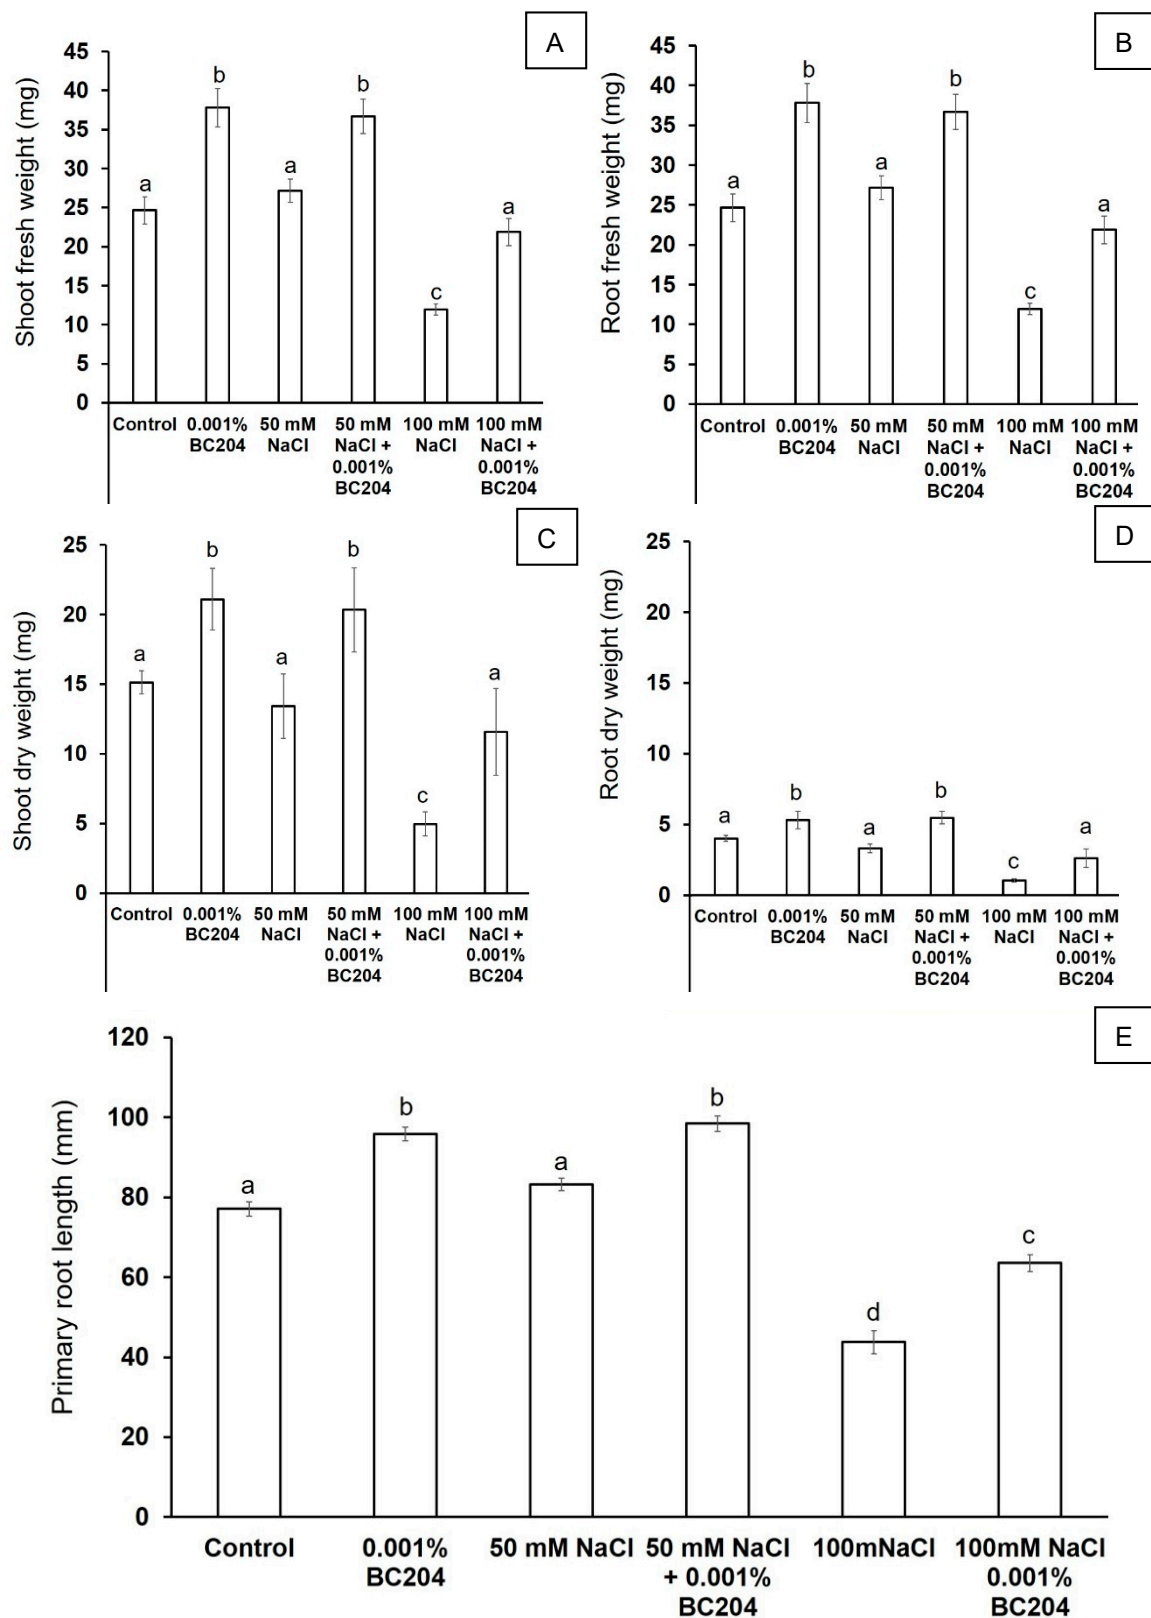 A
Shoot fresh weight (mg)
45
40
35
30
25
20
15
10
5
0
a
b
a
b
c
a
Control
0.001%
BC204
50 mM
NaCl
50 mM
NaCl +
0.001%
BC204
100 mM
NaCl
100 mM
NaCl +
0.001%
BC204
B
Root fresh weight (mg)
45
40
35
30
25
20
15
10
5
0
a
b
a
b
c
a
Control
0.001%
BC204
50 mM
NaCl
50 mM
NaCl +
0.001%
BC204
100 mM
NaCl
100 mM
NaCl +
0.001%
BC204
C
Shoot dry weight (mg)
25
20
15
10
5
0
a
b
a
b
c
a
Control
0.001%
BC204
50 mM
NaCl
50 mM
NaCl +
0.001%
BC204
100 mM
NaCl
100 mM
NaCl +
0.001%
BC204
D
Root dry weight (mg)
25
20
15
10
5
0
a
b
a
b
c
a
Control
0.001%
BC204
50 mM
NaCl
50 mM
NaCl +
0.001%
BC204
100 mM
NaCl
100 mM
NaCl +
0.001%
BC204
E
Primary root length (mm)
120
100
80
60
40
20
0
a
b
a
b
d
c
Control
0.001%
BC204
50 mM NaCl
50 mM NaCl
+ 0.001%
BC204
100mNaCl
100mM NaCl
0.001%
BC204